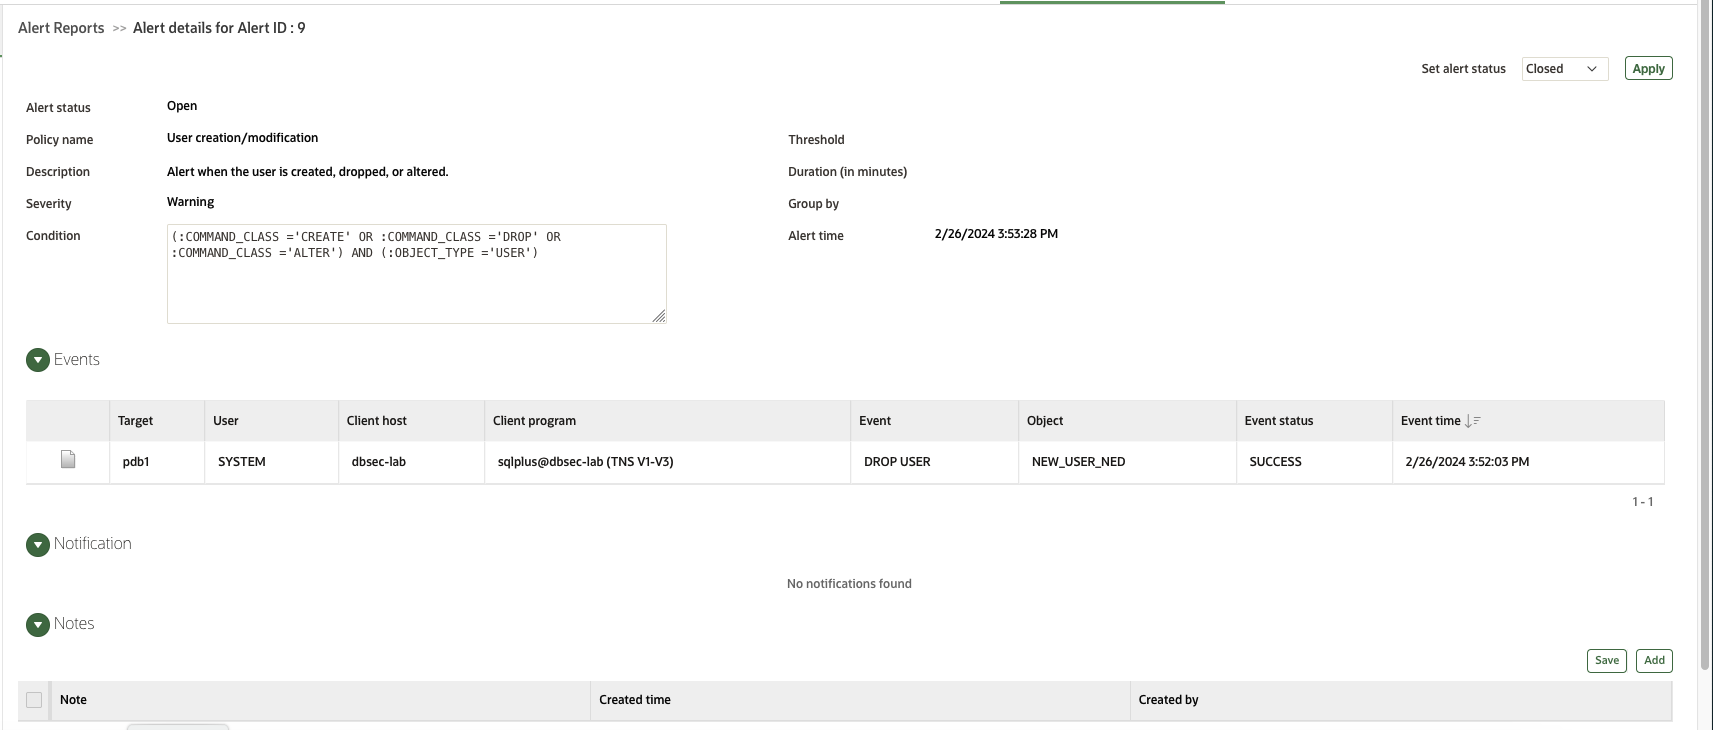 Alert Reports >> Alert details for Alert ID : 9
Set alert status Closed Apply
Alert status Open
Policy name User creation/modification Threshold
Description Alert when the user is created, dropped, or altered. Duration (in minutes)
Severity Warning Group by
Condition (:COMMAND_CLASS ='CREATE' OR :COMMAND_CLASS ='DROP' OR Alert time 2/26/2024 3:53:28 PM
:COMMAND_CLASS ='ALTER') AND (:OBJECT_TYPE ='USER')
Events
Target User Client host Client program Event Object Event status Event time
pdb1 SYSTEM dbsec-lab sqlplus@dbsec-lab (TNS V1-V3) DROP USER NEW_USER_NED SUCCESS 2/26/2024 3:52:03 PM
1 - 1
Notification
No notifications found
Notes
Save Add
Note Created time Created by